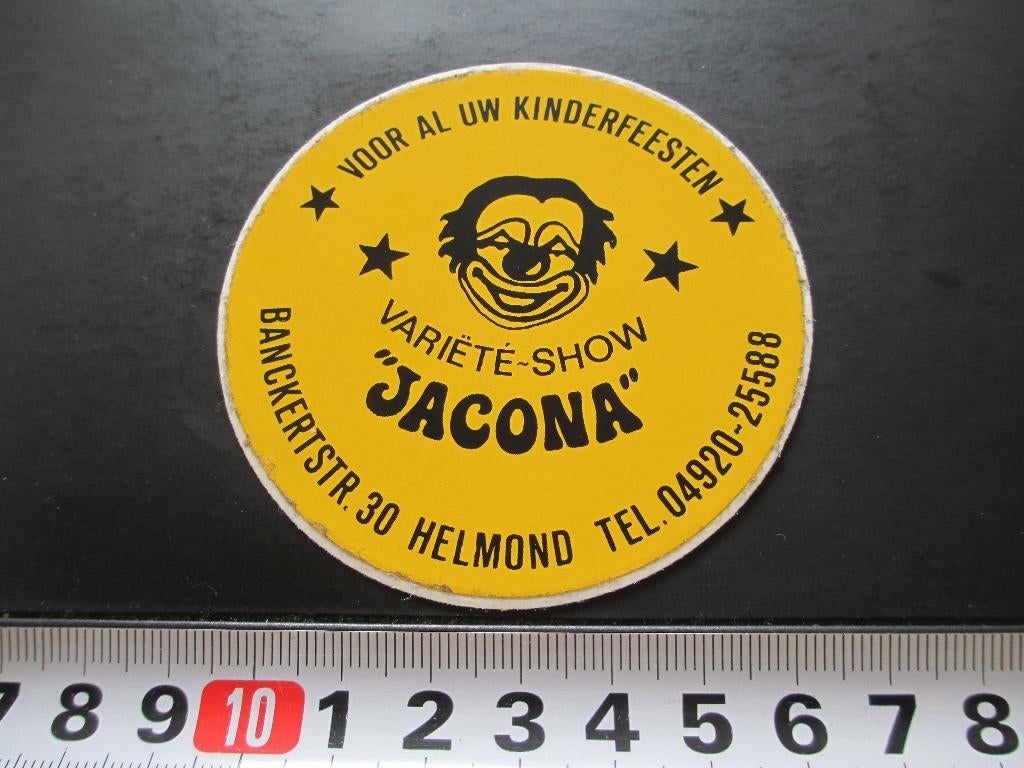 VOOR AL UW KINDERFEESTEN
VARIËTÉ~SHOW
"JACONA"
BANCKERTSTR. 30 HELMOND TEL. 04920~25588
7 8 9 10 1 2 3 4 5 6 7 8